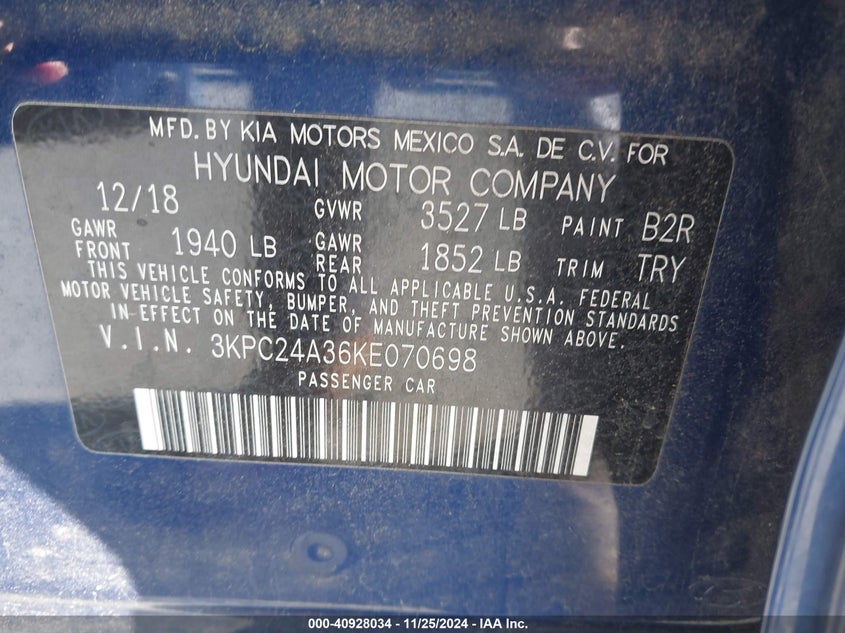 MFD. BY KIA MOTORS MEXICO S.A. DE C.V. FOR
HYUNDAI MOTOR COMPANY
12/18 GVWR 3527 LB PAINT B2R
GAWR FRONT 1940 LB GAWR REAR 1852 LB TRIM TRY
THIS VEHICLE CONFORMS TO ALL APPLICABLE U.S.A. FEDERAL
MOTOR VEHICLE SAFETY, BUMPER, AND THEFT PREVENTION STANDARDS
IN EFFECT ON THE DATE OF MANUFACTURE SHOWN ABOVE.
V.I.N. 3KPC24A36KE070698
PASSENGER CAR
000-40928034 - 11/25/2024 - IAA Inc.